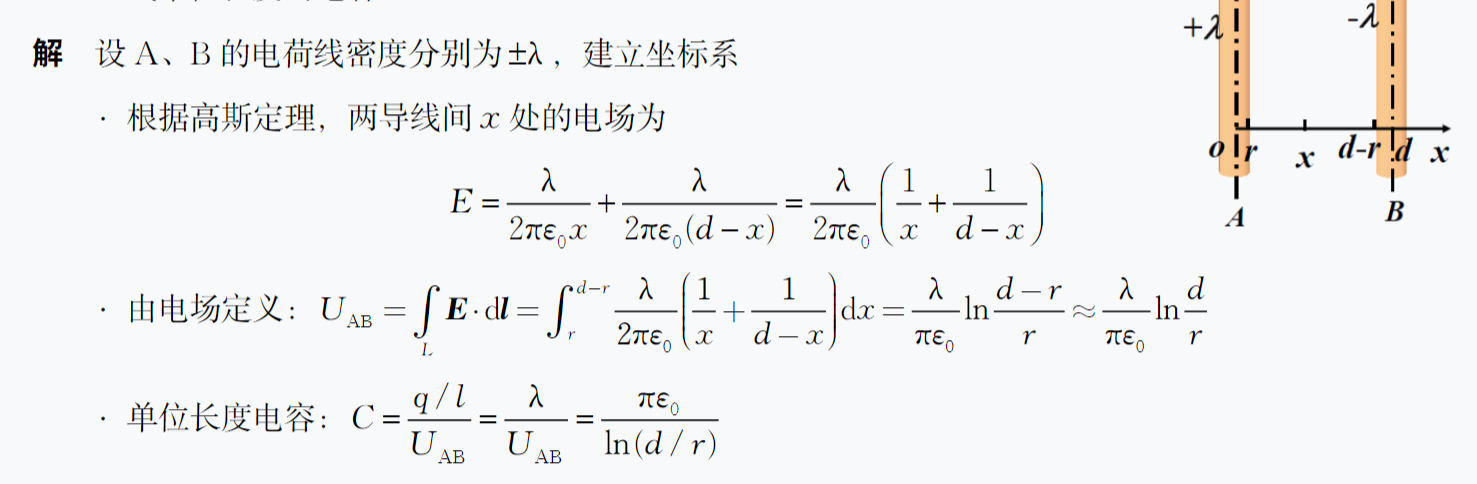 解 设 A、B 的电荷线密度分别为 ±λ ，建立坐标系
· 根据高斯定理，两导线间 x 处的电场为
E = λ/(2πε₀x) + λ/(2πε₀(d − x)) = λ/(2πε₀) (1/x + 1/(d − x))
· 由电场定义：U_AB = ∫_L E · dl = ∫_r^{d−r} λ/(2πε₀) (1/x + 1/(d − x)) dx = λ/(πε₀) ln (d − r)/r ≈ λ/(πε₀) ln d/r
· 单位长度电容：C = (q / l)/U_AB = λ/U_AB = πε₀/ln(d / r)
+λ -λ
o r x d-r d x
A B